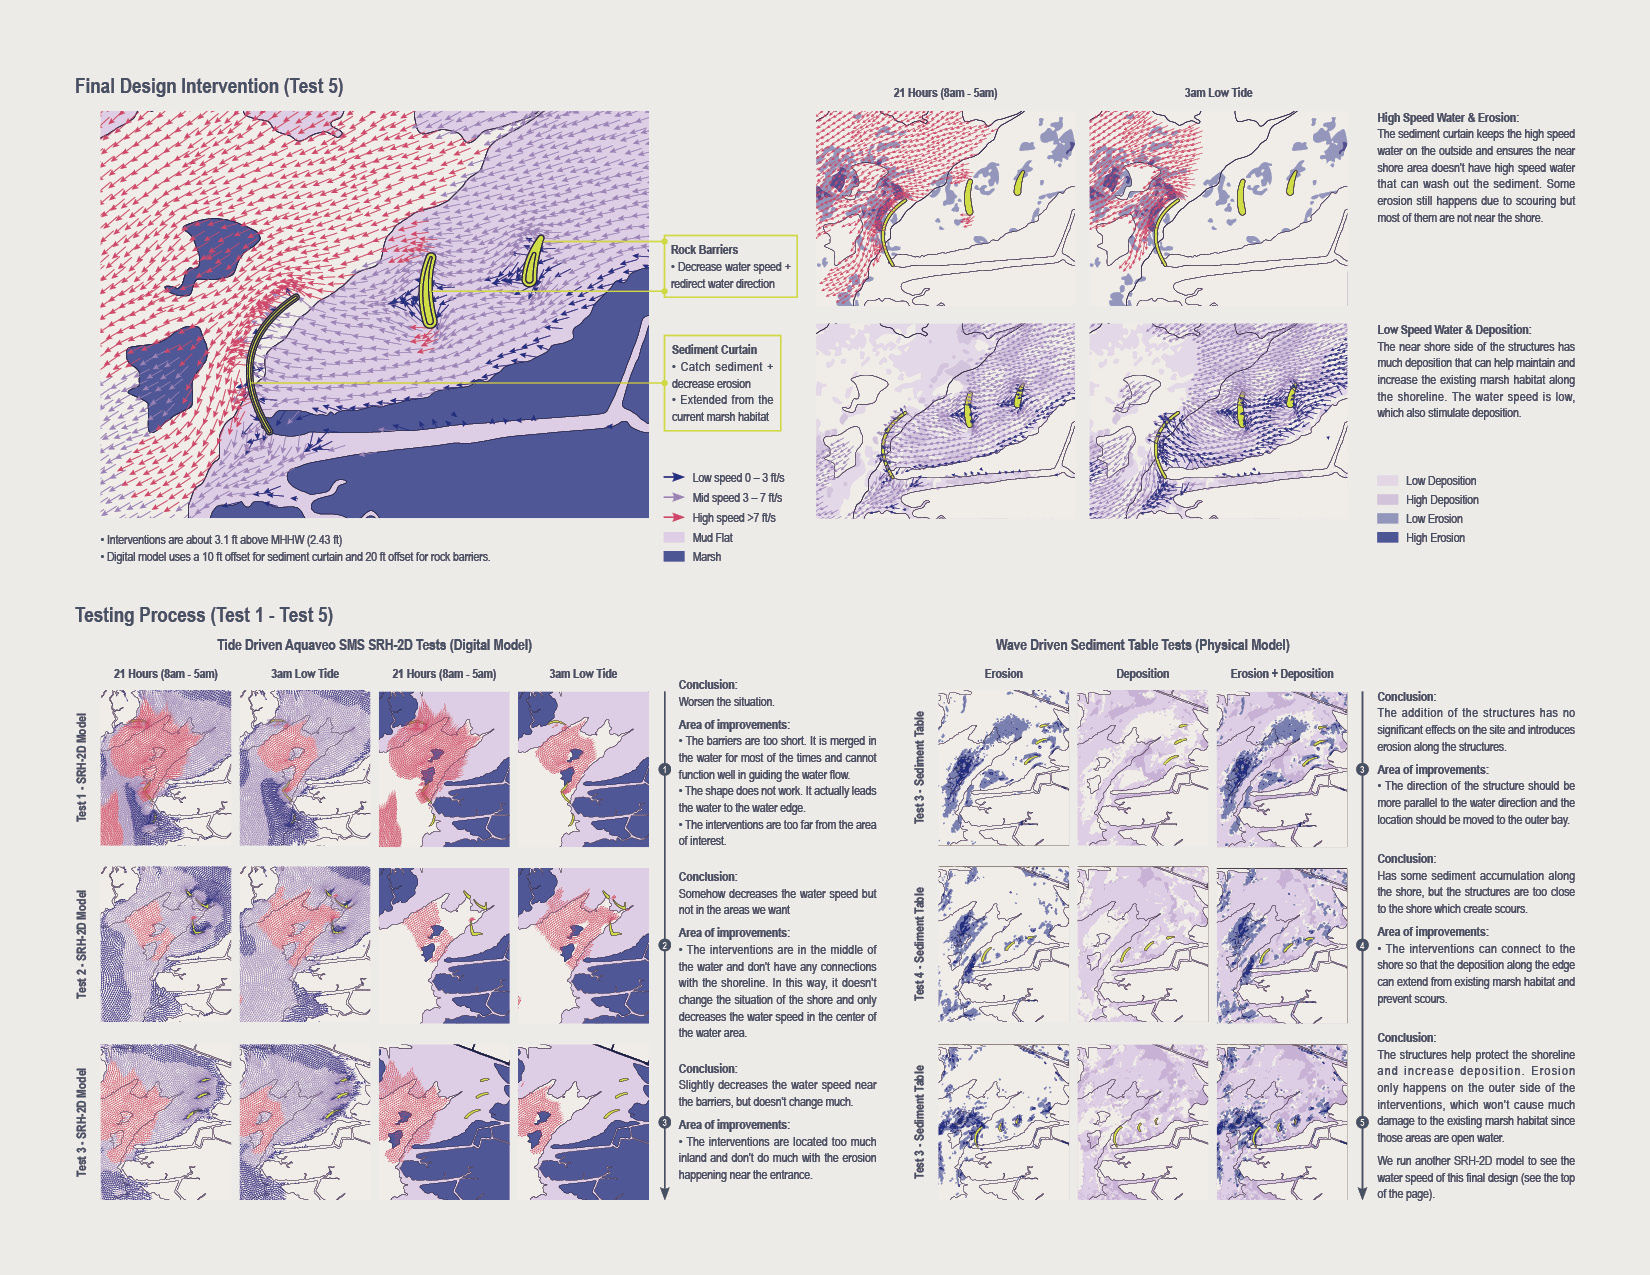 Final Design Intervention (Test 5)
21 Hours (8am - 5am)
3am Low Tide
High Speed Water & Erosion:
The sediment curtain keeps the high speed
water on the outside and ensures the near
shore area doesn't have high speed water
that can wash out the sediment. Some
erosion still happens due to scouring but
most of them are not near the shore.
Rock Barriers
• Decrease water speed +
redirect water direction
Sediment Curtain
• Catch sediment +
decrease erosion
• Extended from the
current marsh habitat
Low Speed Water & Deposition:
The near shore side of the structures has
much deposition that can help maintain and
increase the existing marsh habitat along
the shoreline. The water speed is low,
which also stimulate deposition.
Low speed 0 – 3 ft/s
Mid speed 3 – 7 ft/s
High speed >7 ft/s
Mud Flat
Marsh
Low Deposition
High Deposition
Low Erosion
High Erosion
• Interventions are about 3.1 ft above MHHW (2.43 ft)
• Digital model uses a 10 ft offset for sediment curtain and 20 ft offset for rock barriers.
Testing Process (Test 1 - Test 5)
Tide Driven Aquaveo SMS SRH-2D Tests (Digital Model)
21 Hours (8am - 5am)
3am Low Tide
21 Hours (8am - 5am)
3am Low Tide
Test 1 - SRH-2D Model
Test 2 - SRH-2D Model
Test 3 - SRH-2D Model
1
Conclusion:
Worsen the situation.
Area of improvements:
• The barriers are too short. It is merged in
the water for most of the times and cannot
function well in guiding the water flow.
• The shape does not work. It actually leads
the water to the water edge.
• The interventions are too far from the area
of interest.
2
Conclusion:
Somehow decreases the water speed but
not in the areas we want
Area of improvements:
• The interventions are in the middle of
the water and don't have any connections
with the shoreline. In this way, it doesn't
change the situation of the shore and only
decreases the water speed in the center of
the water area.
3
Conclusion:
Slightly decreases the water speed near
the barriers, but doesn't change much.
Area of improvements:
• The interventions are located too much
inland and don't do much with the erosion
happening near the entrance.
Wave Driven Sediment Table Tests (Physical Model)
Erosion
Deposition
Erosion + Deposition
Test 3 - Sediment Table
Test 4 - Sediment Table
Test 3 - Sediment Table
3
Conclusion:
The addition of the structures has no
significant effects on the site and introduces
erosion along the structures.
Area of improvements:
• The direction of the structure should be
more parallel to the water direction and the
location should be moved to the outer bay.
4
Conclusion:
Has some sediment accumulation along
the shore, but the structures are too close
to the shore which create scours.
Area of improvements:
• The interventions can connect to the
shore so that the deposition along the edge
can extend from existing marsh habitat and
prevent scours.
5
Conclusion:
The structures help protect the shoreline
and increase deposition. Erosion
only happens on the outer side of the
interventions, which won't cause much
damage to the existing marsh habitat since
those areas are open water.
We run another SRH-2D model to see the
water speed of this final design (see the top
of the page).